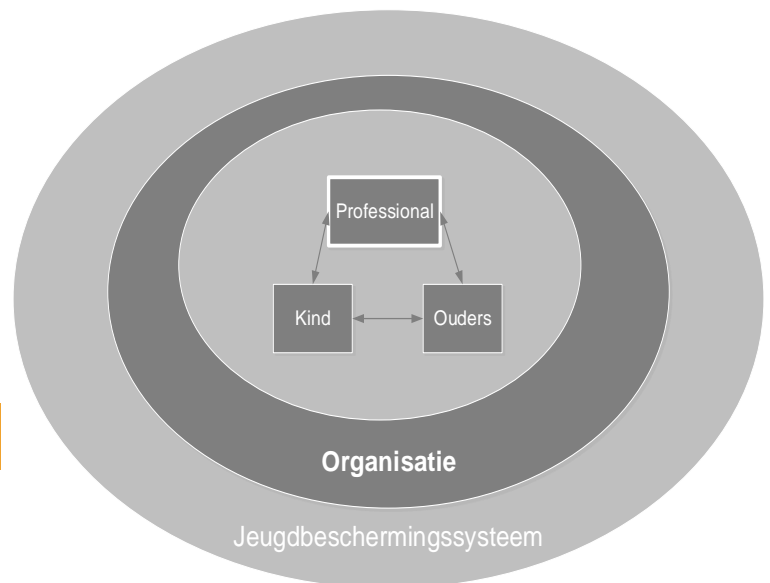 Professional
Kind
Ouders
Organisatie
Jeugdbeschermingssysteem